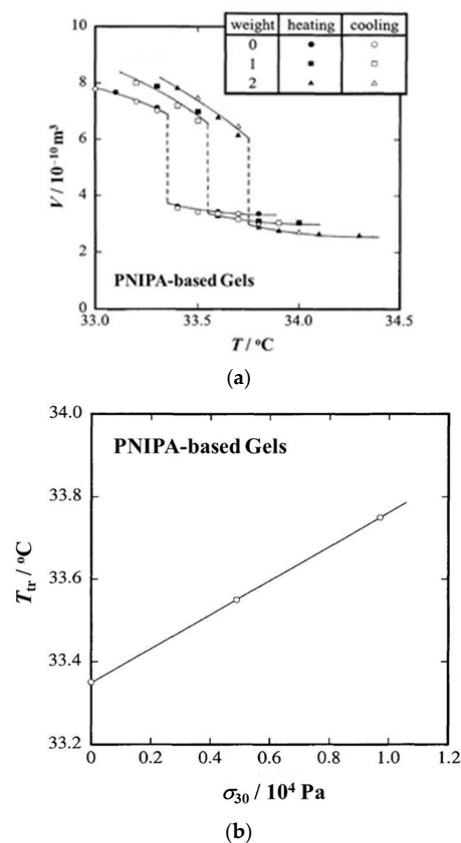 weight heating cooling
0 ● ○
1 ■ □
2 ▲ △
10
8
6
4
2
0
V / 10⁻¹⁰ m³
PNIPA-based Gels
33.0 33.5 34.0 34.5
T / °C
(a)
34.0
33.8
33.6
33.4
33.2
T_tr / °C
PNIPA-based Gels
0 0.2 0.4 0.6 0.8 1.0 1.2
σ₃₀ / 10⁴ Pa
(b)